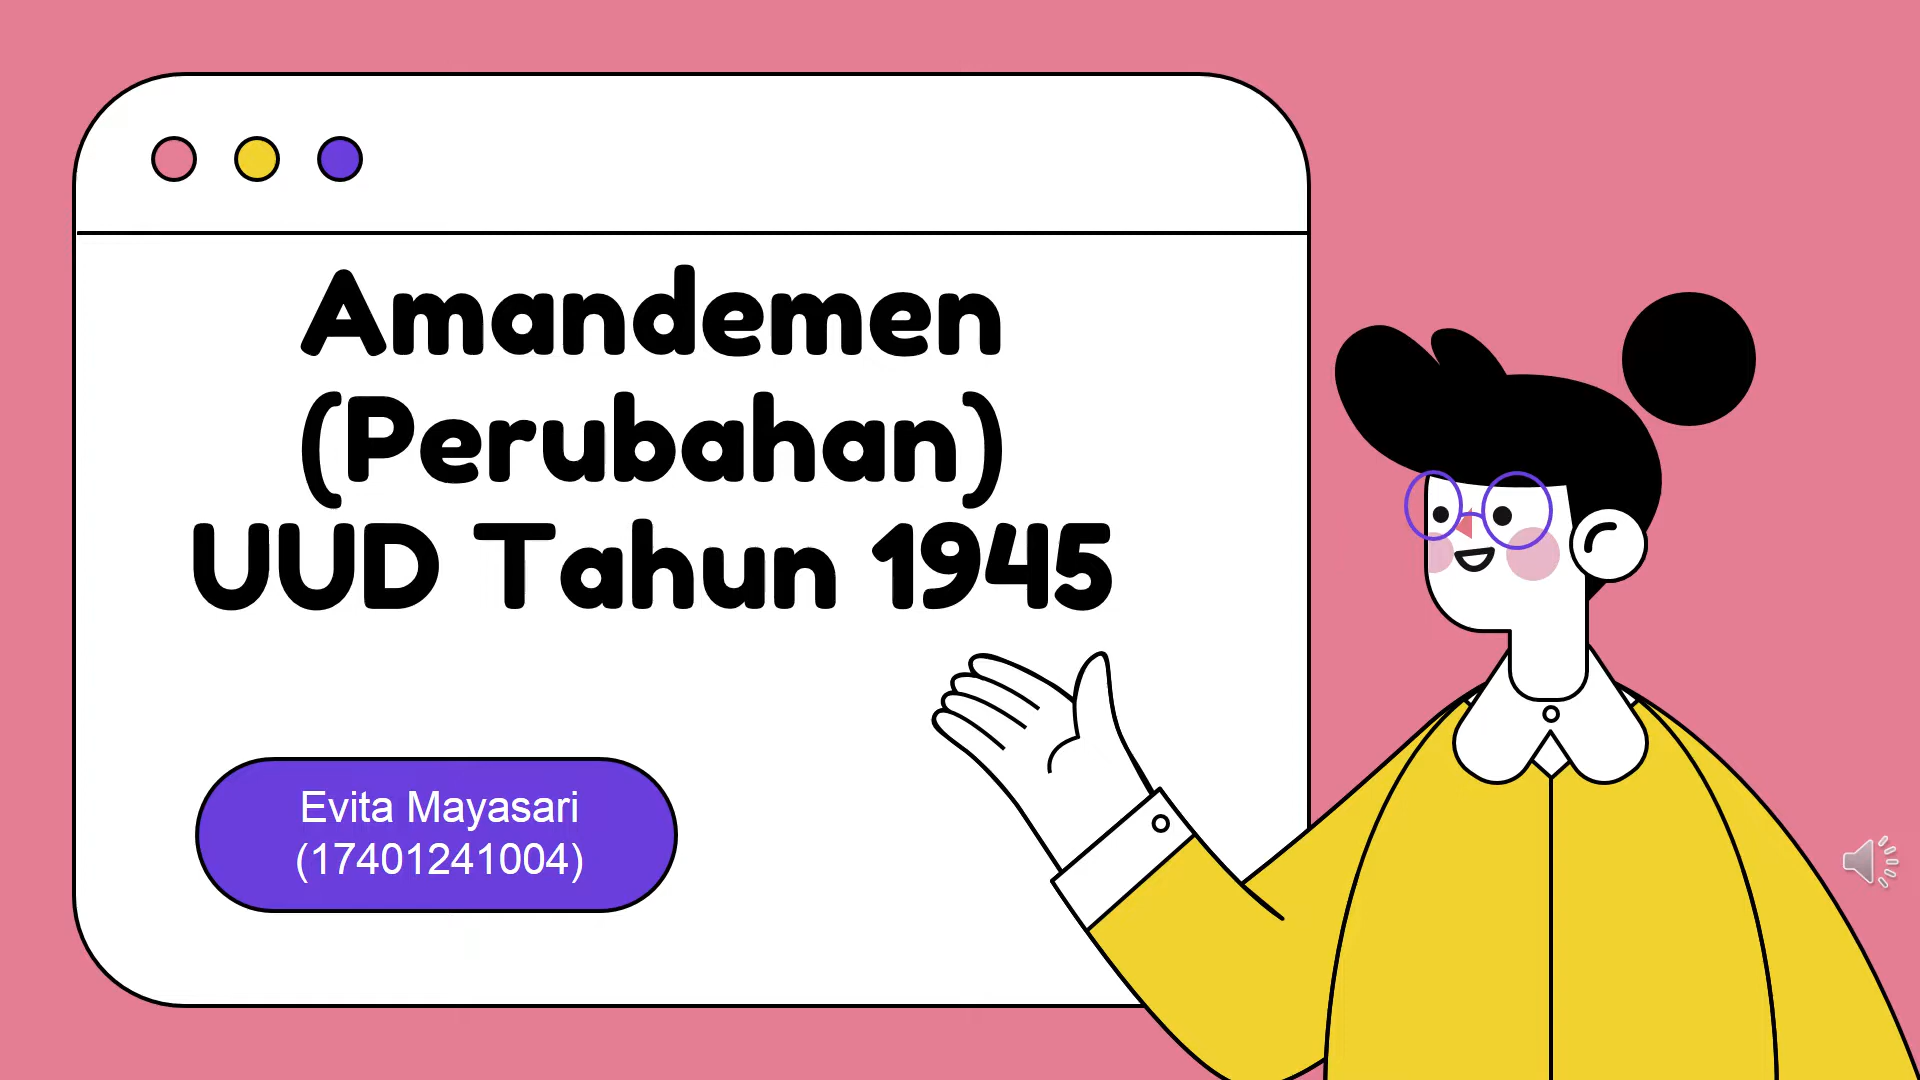 Amandemen
(Perubahan)
UUD Tahun 1945
Evita Mayasari
(17401241004)